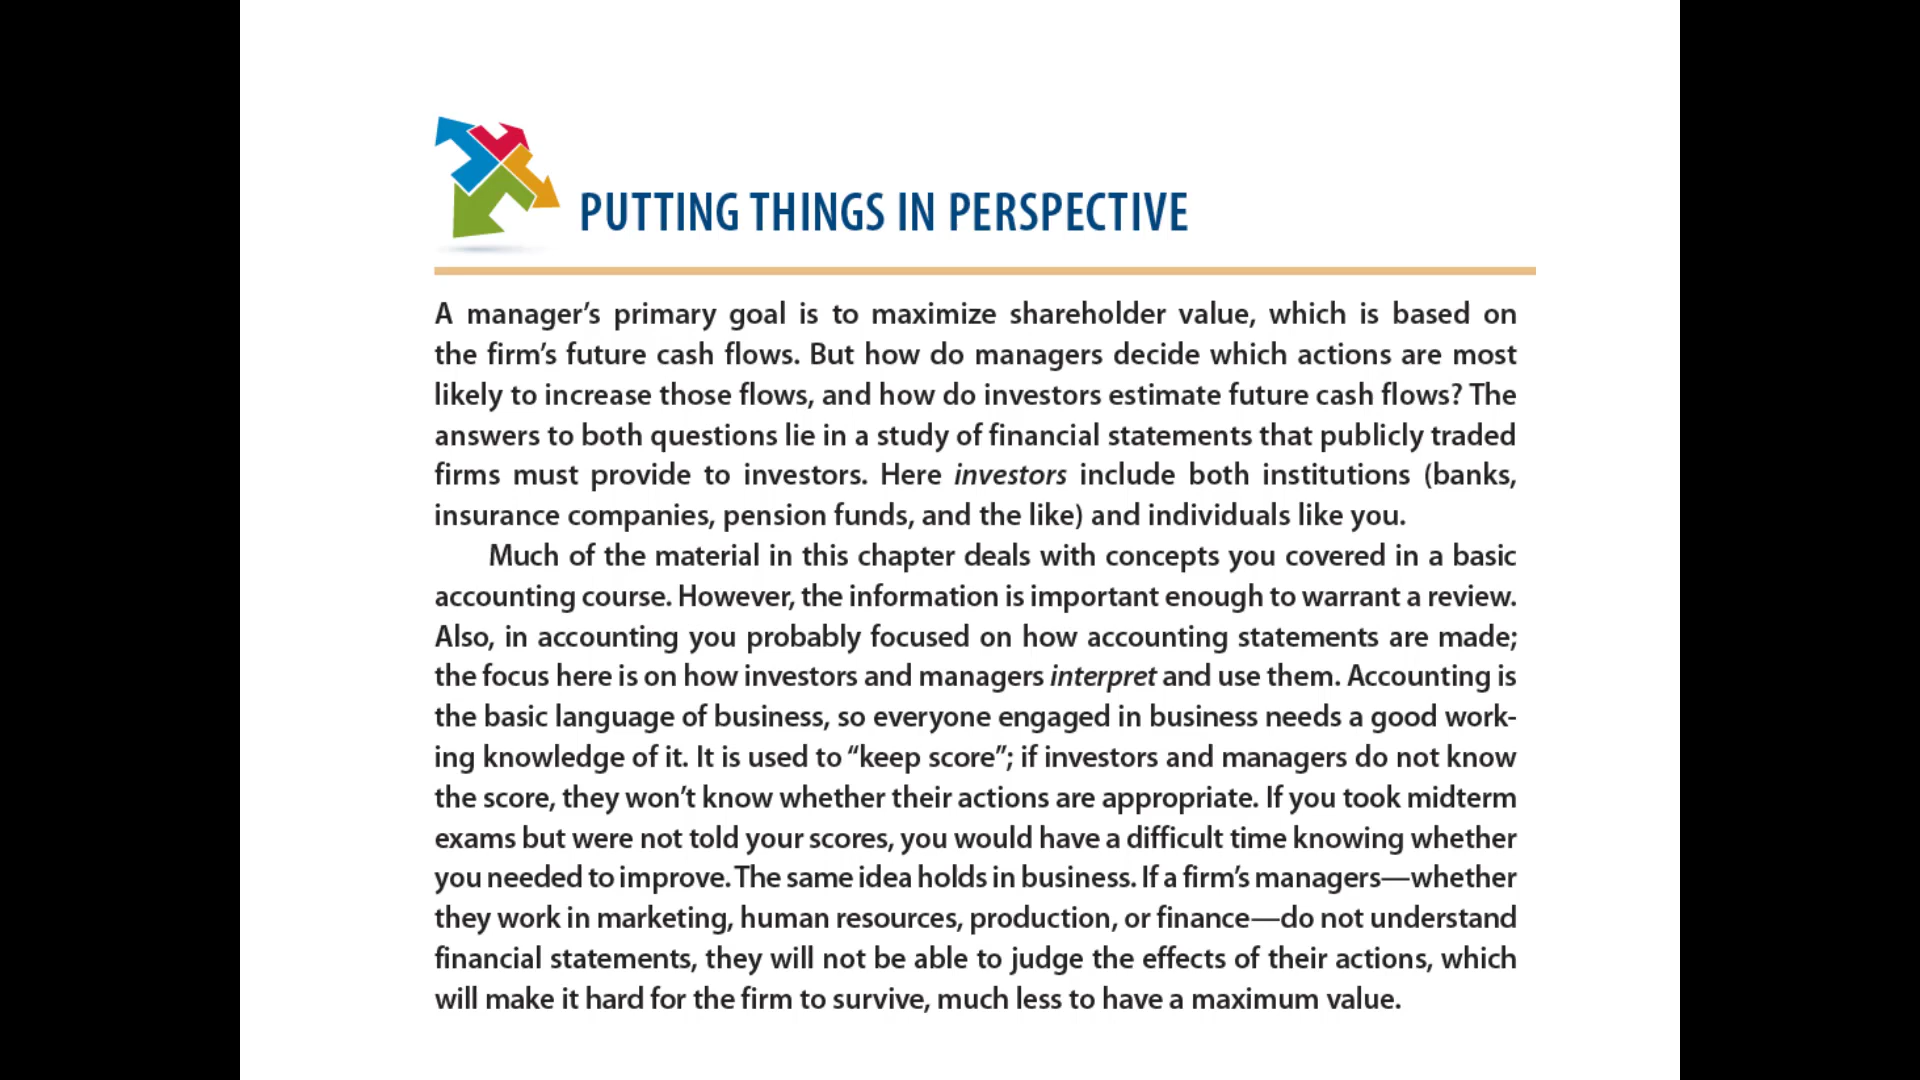 PUTTING THINGS IN PERSPECTIVE
A manager’s primary goal is to maximize shareholder value, which is based on
the firm’s future cash flows. But how do managers decide which actions are most
likely to increase those flows, and how do investors estimate future cash flows? The
answers to both questions lie in a study of financial statements that publicly traded
firms must provide to investors. Here investors include both institutions (banks,
insurance companies, pension funds, and the like) and individuals like you.
Much of the material in this chapter deals with concepts you covered in a basic
accounting course. However, the information is important enough to warrant a review.
Also, in accounting you probably focused on how accounting statements are made;
the focus here is on how investors and managers interpret and use them. Accounting is
the basic language of business, so everyone engaged in business needs a good work-
ing knowledge of it. It is used to “keep score”; if investors and managers do not know
the score, they won’t know whether their actions are appropriate. If you took midterm
exams but were not told your scores, you would have a difficult time knowing whether
you needed to improve. The same idea holds in business. If a firm’s managers—whether
they work in marketing, human resources, production, or finance—do not understand
financial statements, they will not be able to judge the effects of their actions, which
will make it hard for the firm to survive, much less to have a maximum value.